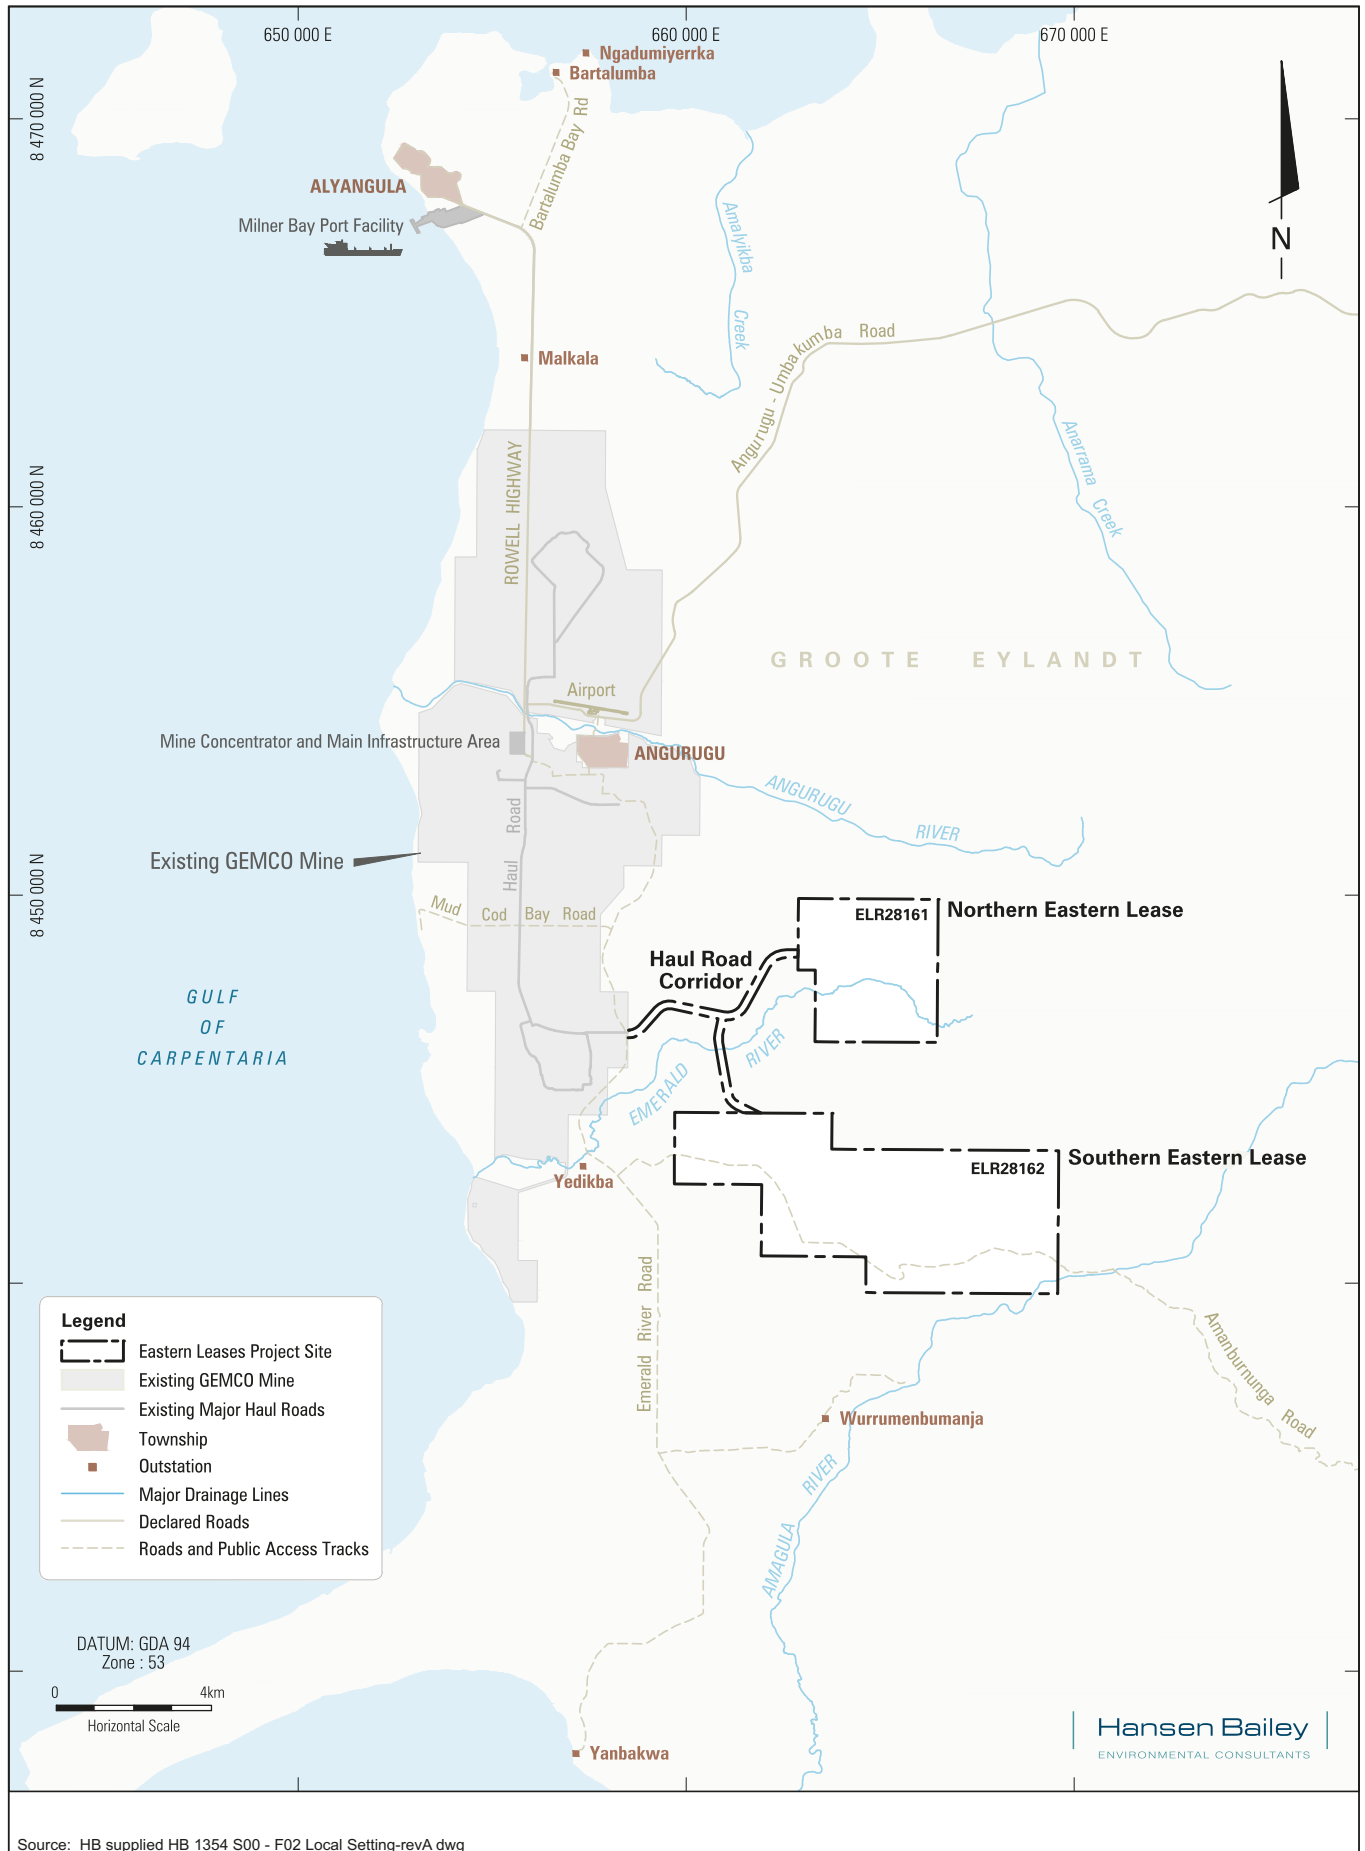 650 000 E
660 000 E
670 000 E
8 470 000 N
8 460 000 N
8 450 000 N
Ngadumiyerrka
Bartalumba
Bartalumba Bay Rd
ALYANGULA
Milner Bay Port Facility
N
Amalyikba Creek
Malkala
Angurugu - Umbakumba Road
Anarrama Creek
ROWELL HIGHWAY
GROOTE EYLANDT
Airport
Mine Concentrator and Main Infrastructure Area
ANGURUGU
ANGURUGU RIVER
Haul Road
Existing GEMCO Mine
Mud Cod Bay Road
ELR28161
Northern Eastern Lease
Haul Road
Corridor
GULF
OF
CARPENTARIA
EMERALD RIVER
ELR28162
Southern Eastern Lease
Yedikba
Emerald River Road
Amanburnunga Road
Wurrumenbumanja
AMAGULA RIVER
Yanbakwa
Legend
Eastern Leases Project Site
Existing GEMCO Mine
Existing Major Haul Roads
Township
Outstation
Major Drainage Lines
Declared Roads
Roads and Public Access Tracks
DATUM: GDA 94
Zone : 53
0 4km
Horizontal Scale
Hansen Bailey
ENVIRONMENTAL CONSULTANTS
Source: HB supplied HB 1354 S00 - F02 Local Setting-revA dwg